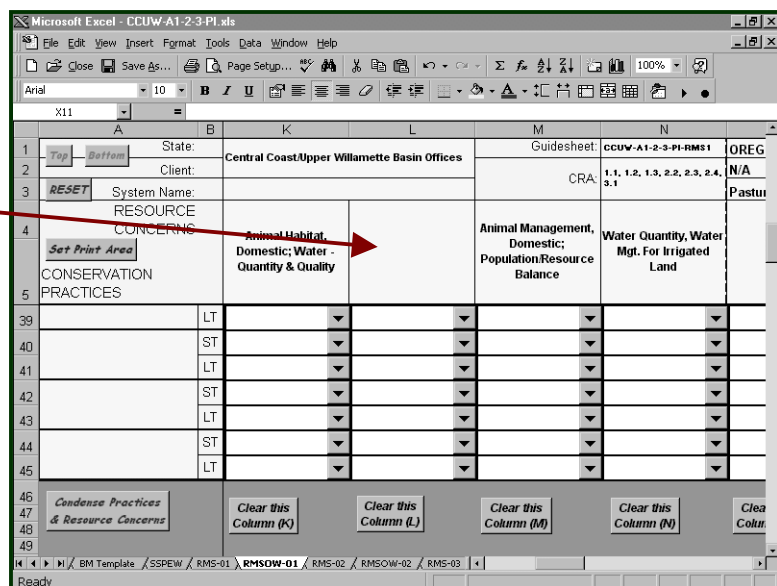 Microsoft Excel - CCUW-A1-2-3-PI.xls
File Edit View Insert Format Tools Data Window Help
Close Save As... Page Setup... 100%
Arial 10 B I U
X11 =
A B K L M N
1 State: Central Coast/Upper Willamette Basin Offices Guidesheet: CCUW-A1-2-3-PI-RMS1 OREG
Top Bottom
2 Client: CRA: 1.1, 1.2, 1.3, 2.2, 2.3, 2.4, 3.1 N/A
3 RESET System Name: Pastur
4 RESOURCE CONCERNS
Animal Habitat, Domestic; Water - Quantity & Quality
Animal Management, Domestic; Population/Resource Balance
Water Quantity, Water Mgt. For Irrigated Land
Set Print Area
5 CONSERVATION PRACTICES
39 LT
40 ST
41 LT
42 ST
43 LT
44 ST
45 LT
46
47
48
49
Condense Practices & Resource Concerns
Clear this Column (K)
Clear this Column (L)
Clear this Column (M)
Clear this Column (N)
Clea
Colum
BM Template SSPEW RMS-01 RMSOW-01 RMS-02 RMSOW-02 RMS-03
Ready